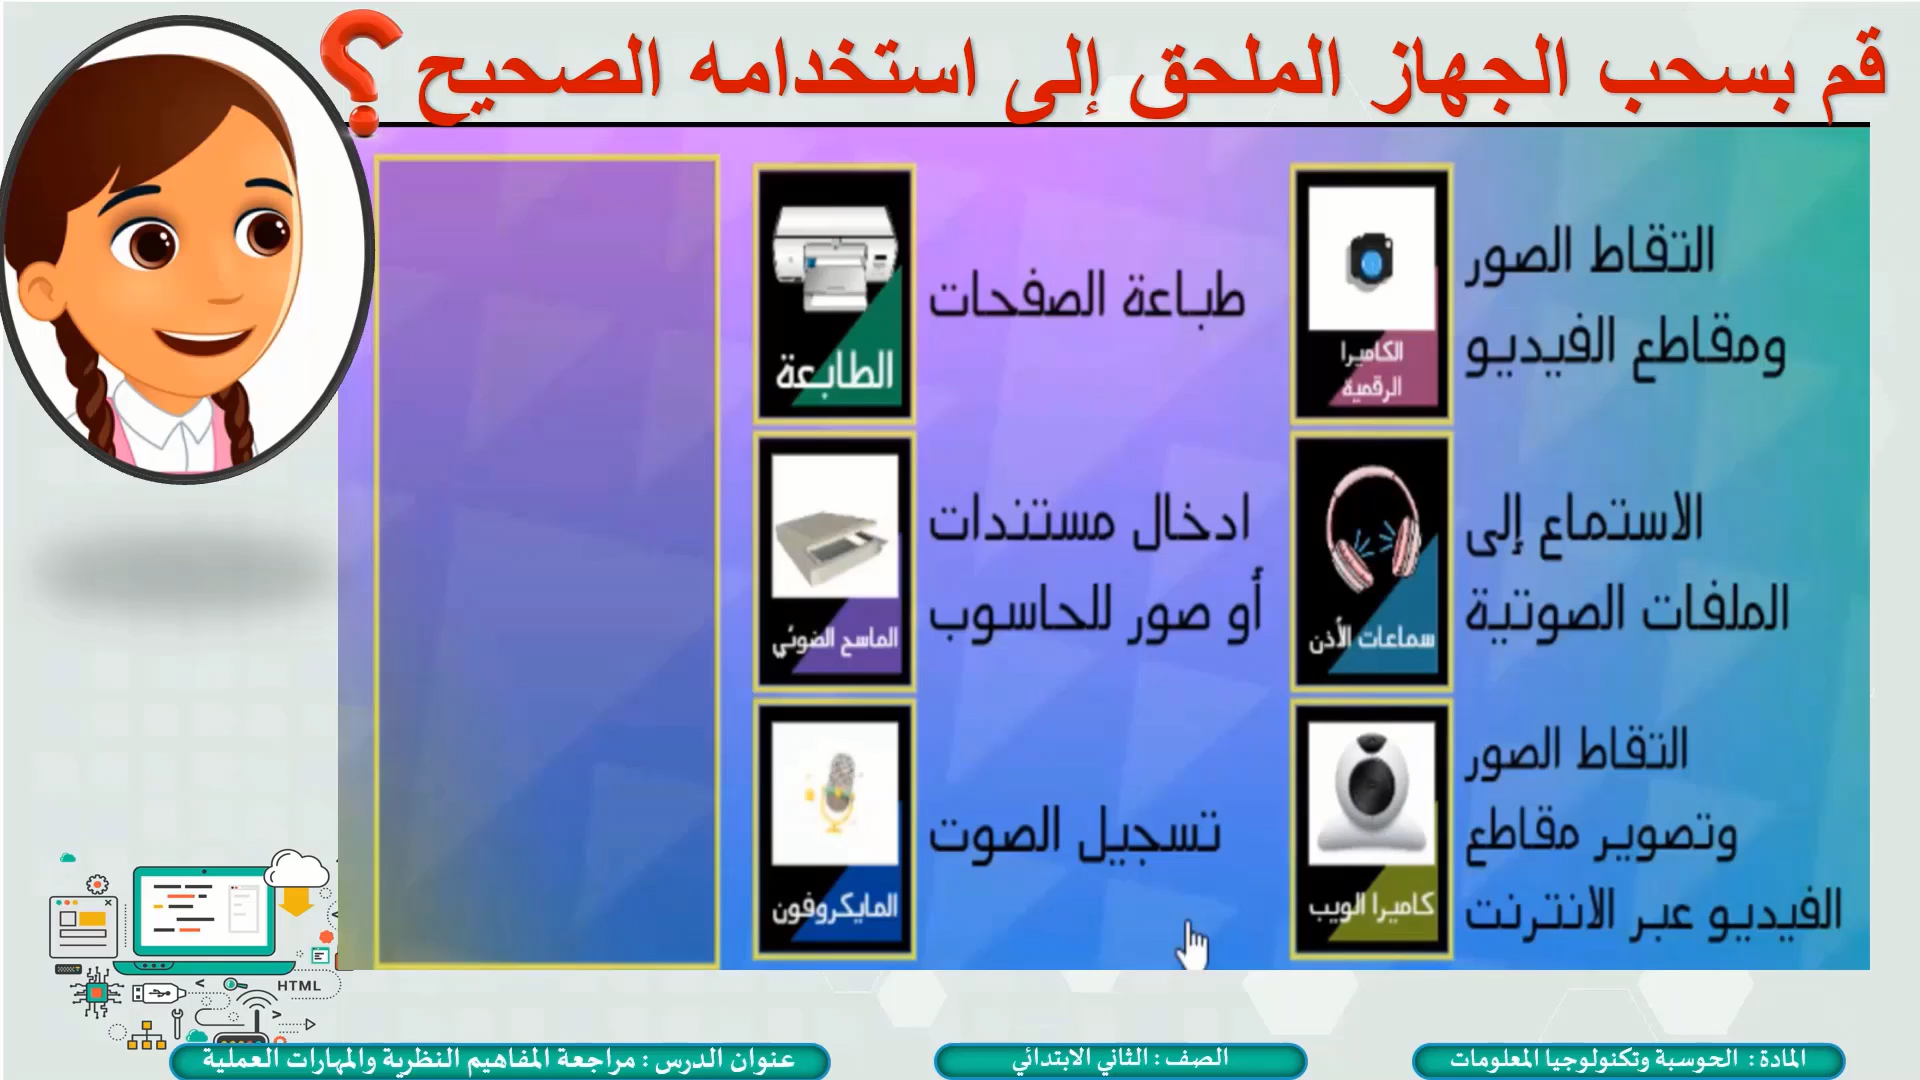 قم بسحب الجهاز الملحق إلى استخدامه الصحيح ؟
الكاميرا
الرقمية
التقاط الصور
ومقاطع الفيديو
الطابعة
طباعة الصفحات
سماعات الأذن
الاستماع إلى
الملفات الصوتية
الماسح الضوئي
ادخال مستندات
أو صور للحاسوب
كاميرا الويب
التقاط الصور
وتصوير مقاطع
الفيديو عبر الانترنت
المايكروفون
تسجيل الصوت
HTML
المادة : الحوسبة وتكنولوجيا المعلومات
الصف : الثاني الابتدائي
عنوان الدرس : مراجعة المفاهيم النظرية والمهارات العملية